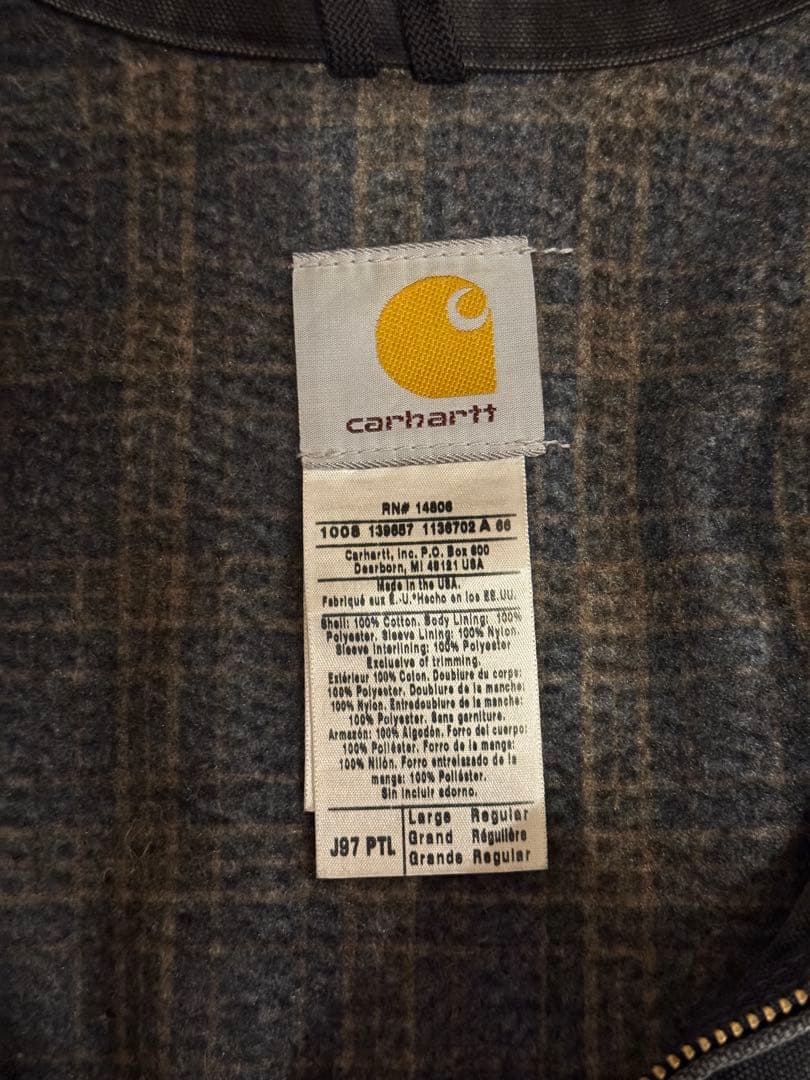 carhartt
RN# 14806
1008 139657 1136702 A 66
Carhartt, Inc. P.O. Box 600
Dearborn, MI 48121 USA
Made in the USA.
Fabriqué aux É.-U.*Hecho en los EE.UU.
Shell: 100% Cotton. Body Lining: 100%
Polyester. Sleeve Lining: 100% Nylon.
Sleeve Interlining: 100% Polyester
Exclusive of trimming.
Extérieur 100% Coton. Doublure du corps:
100% Polyester. Doublure de la manche:
100% Nylon. Entredoublure de la manche:
100% Polyester. Sans garniture.
Armazón: 100% Algodón. Forro del cuerpo:
100% Poliéster. Forro de la manga:
100% Nilón. Forro entrelazado de la
manga: 100% Poliéster.
Sin incluir adorno.
J97 PTL
Large Regular
Grand Régulière
Grande Regular